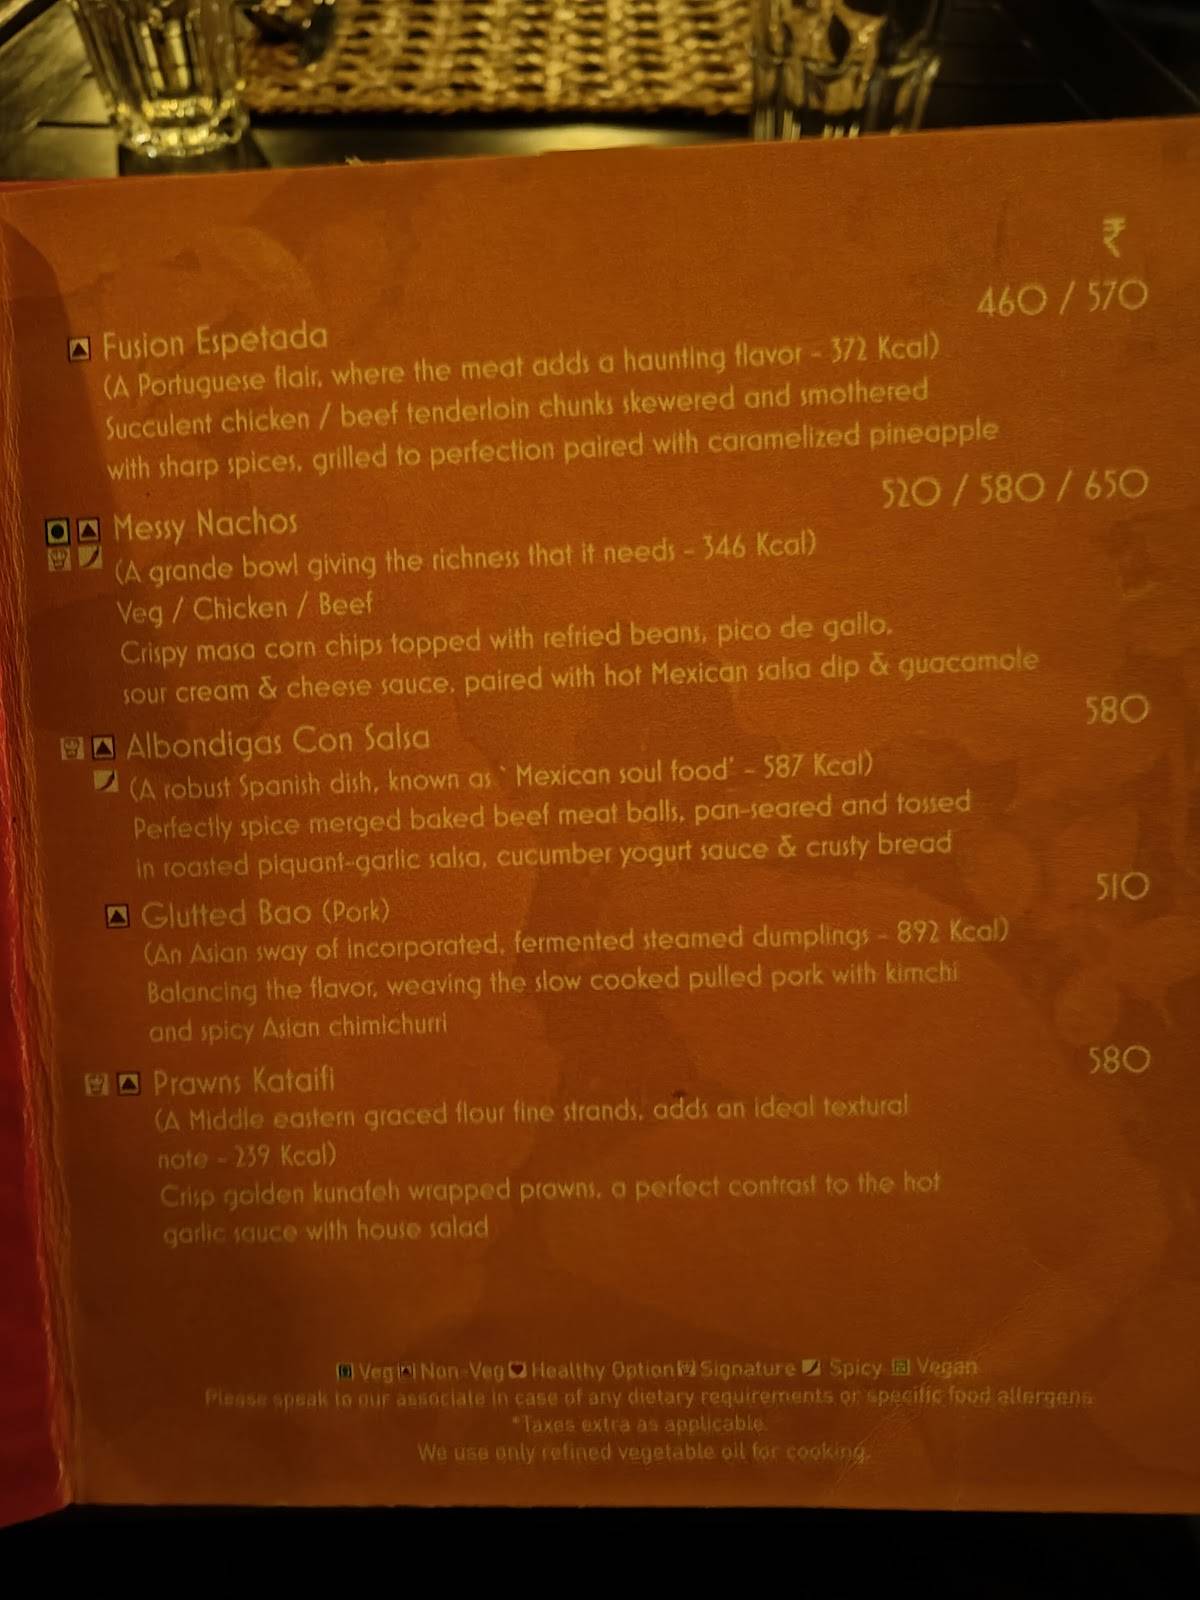 ₹
460 / 570
Fusion Espetada
(A Portuguese flair, where the meat adds a haunting flavor - 372 Kcal)
Succulent chicken / beef tenderloin chunks skewered and smothered
with sharp spices, grilled to perfection paired with caramelized pineapple
520 / 580 / 650
Messy Nachos
(A grande bowl giving the richness that it needs - 346 Kcal)
Veg / Chicken / Beef
Crispy masa corn chips topped with refried beans, pico de gallo,
sour cream & cheese sauce, paired with hot Mexican salsa dip & guacamole
580
Albondigas Con Salsa
(A robust Spanish dish, known as ` Mexican soul food' - 587 Kcal)
Perfectly spice merged baked beef meat balls, pan-seared and tossed
in roasted piquant-garlic salsa, cucumber yogurt sauce & crusty bread
510
Glutted Bao (Pork)
(An Asian sway of incorporated, fermented steamed dumplings - 892 Kcal)
Balancing the flavor, weaving the slow cooked pulled pork with kimchi
and spicy Asian chimichurri
580
Prawns Kataifi
(A Middle eastern graced flour fine strands, adds an ideal textural
note - 239 Kcal)
Crisp golden kunafeh wrapped prawns, a perfect contrast to the hot
garlic sauce with house salad
Veg Non-Veg Healthy Option Signature Spicy Vegan
Please speak to our associate in case of any dietary requirements or specific food allergens
*Taxes extra as applicable.
We use only refined vegetable oil for cooking.